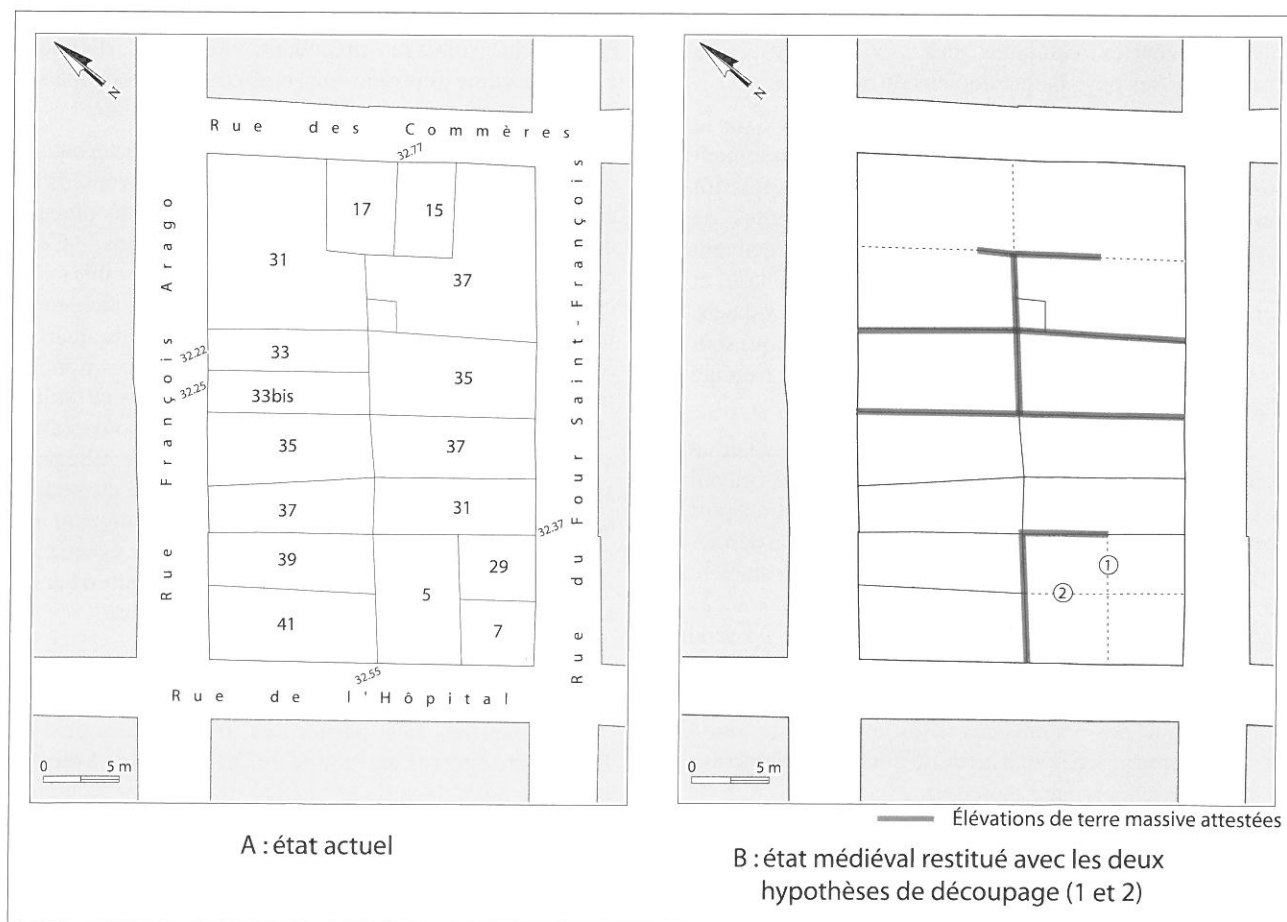 N
Rue des Commères
32.77
Rue François Arago
Rue du Four Saint-François
17
15
31
37
32.22
33
35
32.25
33bis
35
37
37
31
32.37
39
29
5
41
7
32.55
Rue de l'Hôpital
0 5 m
A : état actuel
N
1
2
0 5 m
Élévations de terre massive attestées
B : état médiéval restitué avec les deux
hypothèses de découpage (1 et 2)